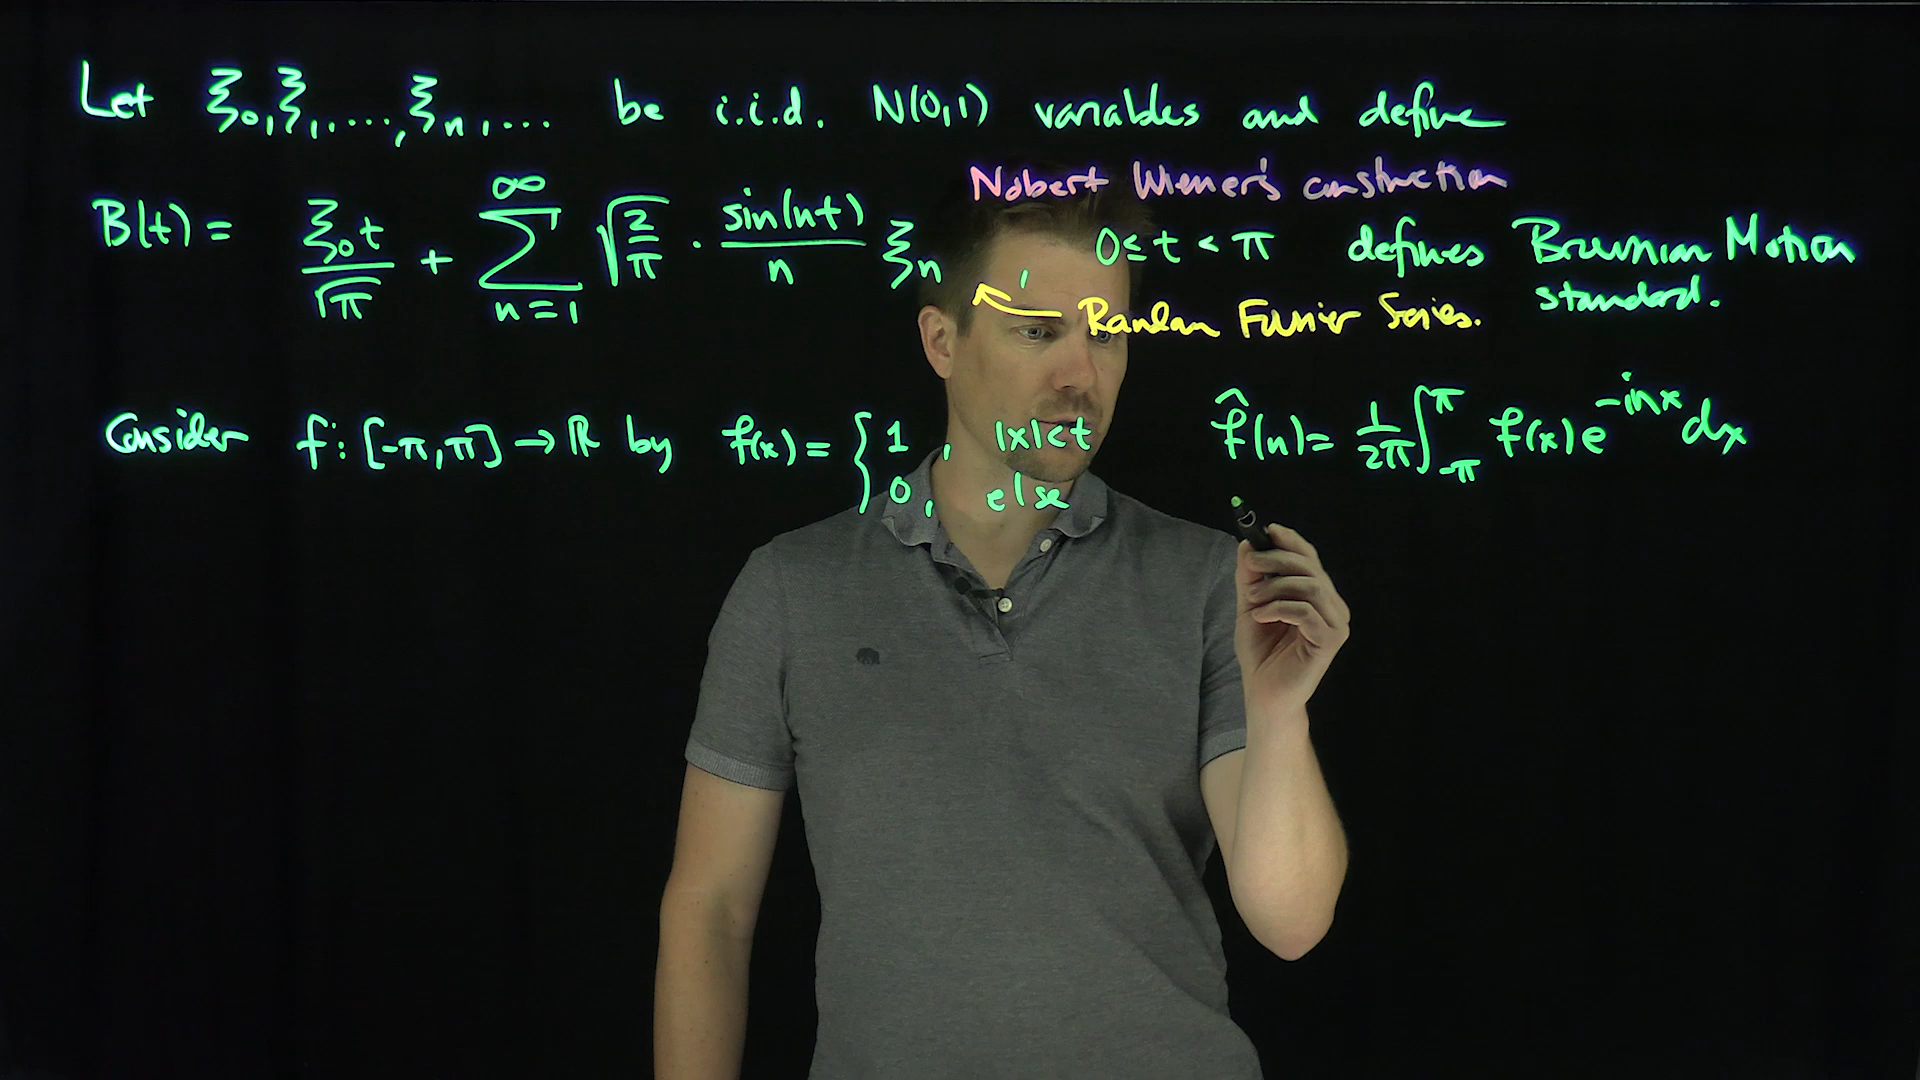 Let ξ₀, ξ₁, ..., ξₙ, ... be i.i.d. N(0,1) variables and define
Nobert Wiener's construction
B(t) = ξ₀t/√π + ∑_{n=1}^{∞} √(2/π) · sin(nt)/n ξₙ , 0 ≤ t < π defines Brownian Motion
standard.
Random Fourier Series.
Consider f: [-π, π] → ℝ by f(x) = { 1 , |x|<t
0, else
f̂(n) = 1/2π ∫_{-π}^{π} f(x) e^{-inx} dx